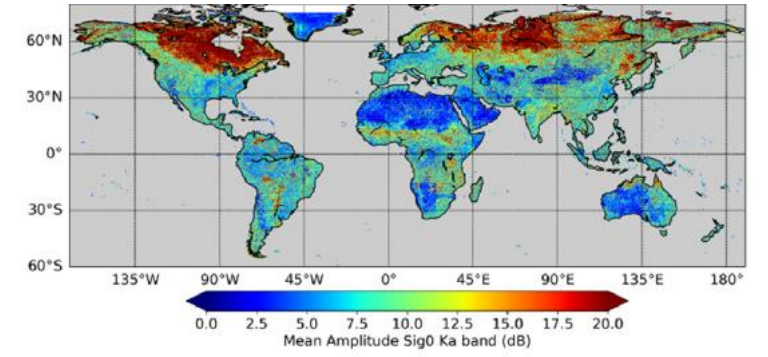 60°N
30°N
0°
30°S
60°S
135°W 90°W 45°W 0° 45°E 90°E 135°E 180°
0.0 2.5 5.0 7.5 10.0 12.5 15.0 17.5 20.0
Mean Amplitude Sig0 Ka band (dB)